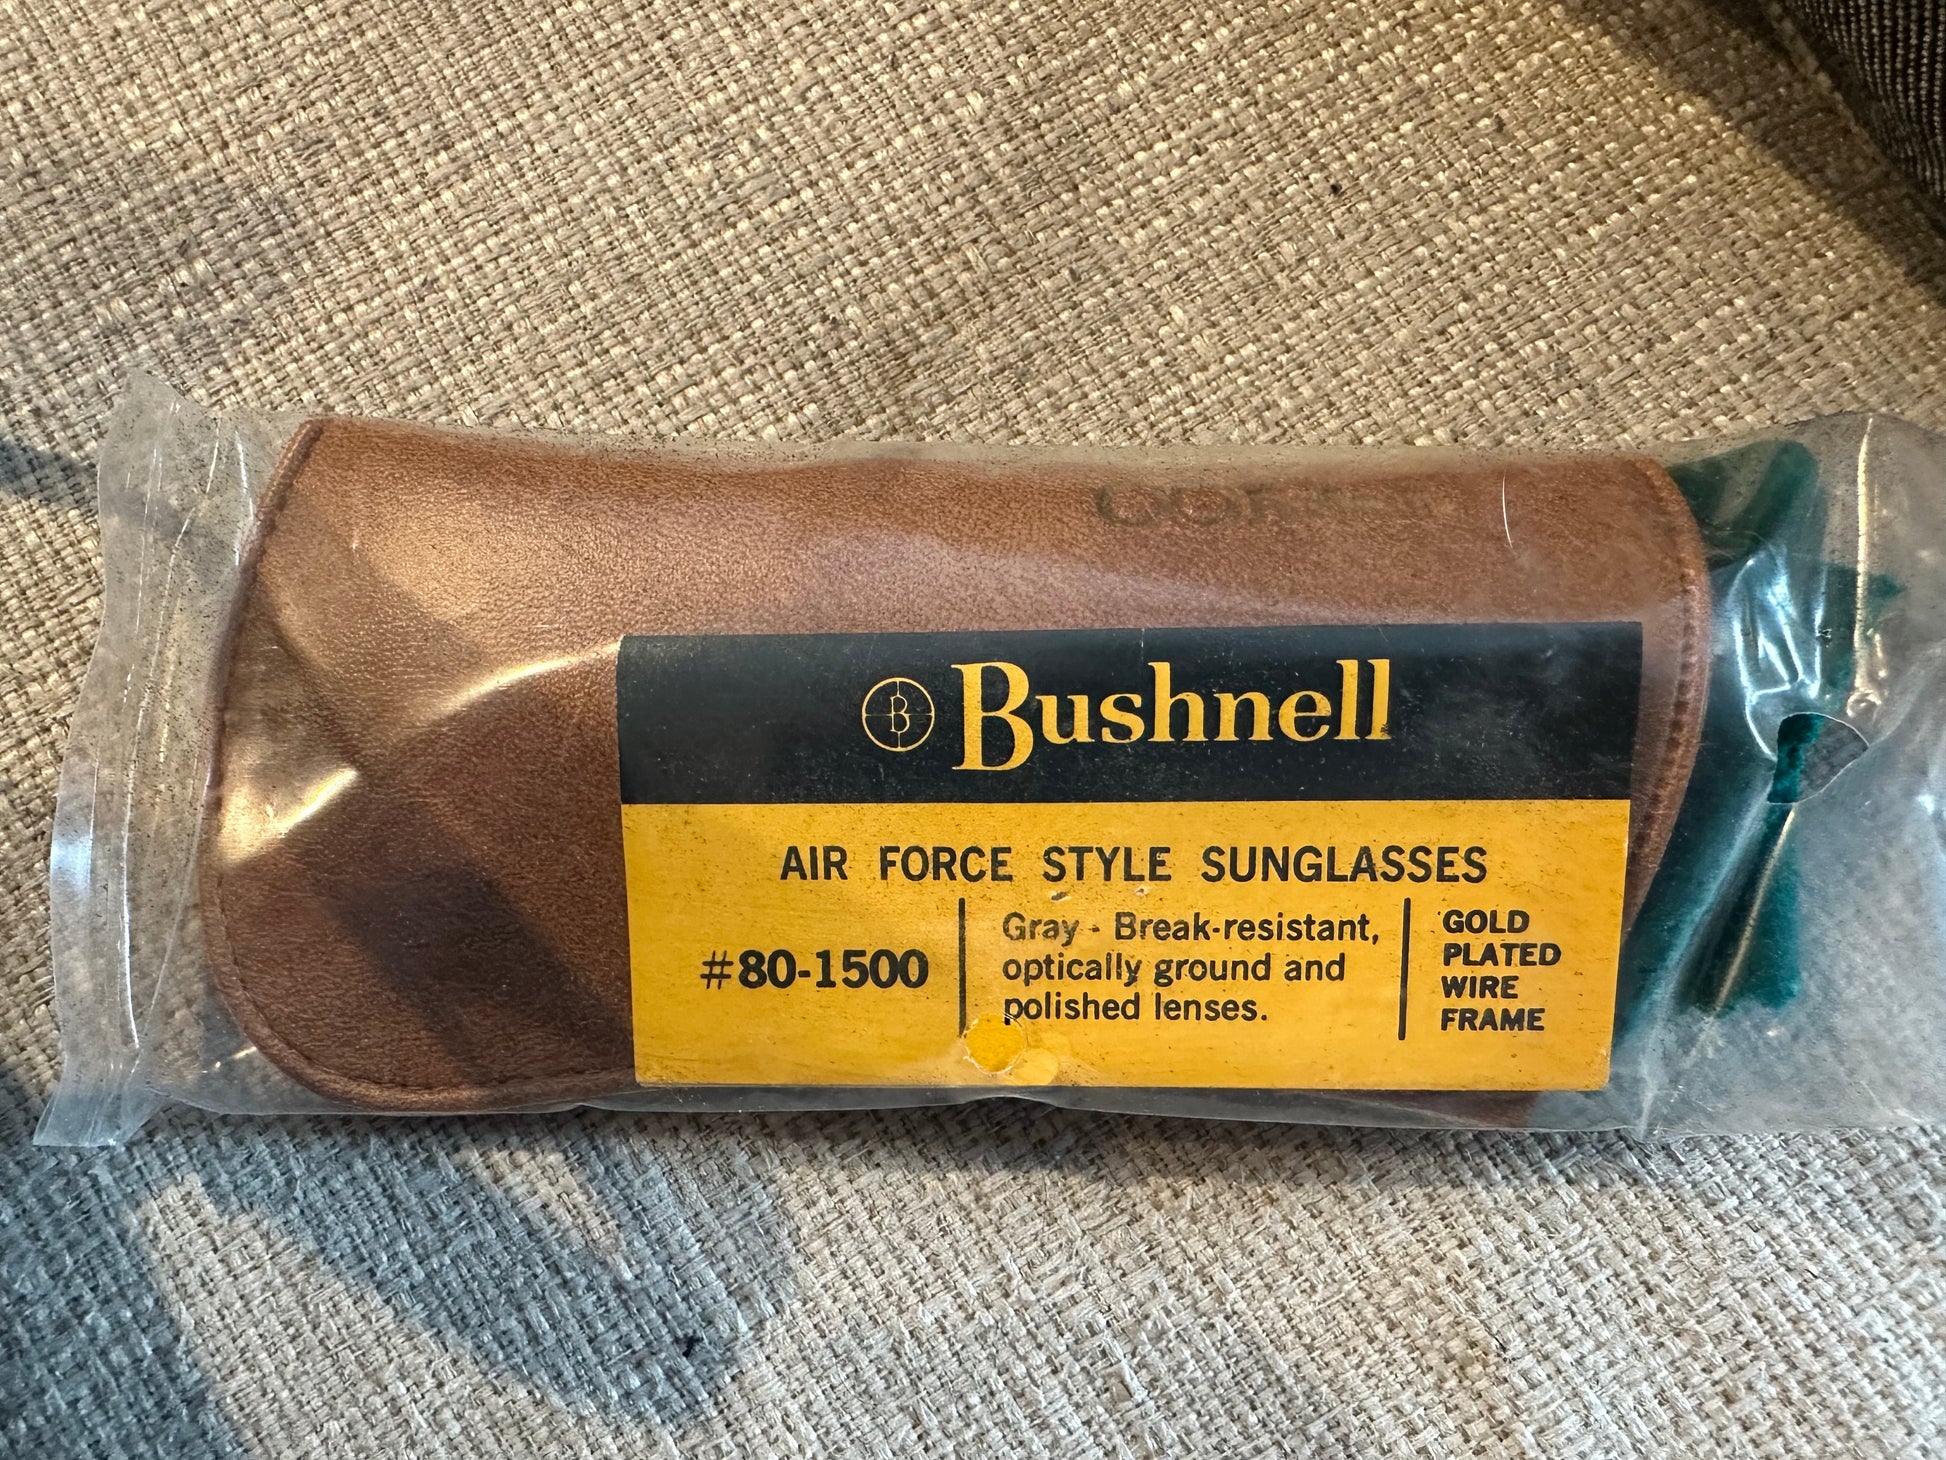 B Bushnell
AIR FORCE STYLE SUNGLASSES
#80-1500
Gray - Break-resistant,
optically ground and
polished lenses.
GOLD
PLATED
WIRE
FRAME